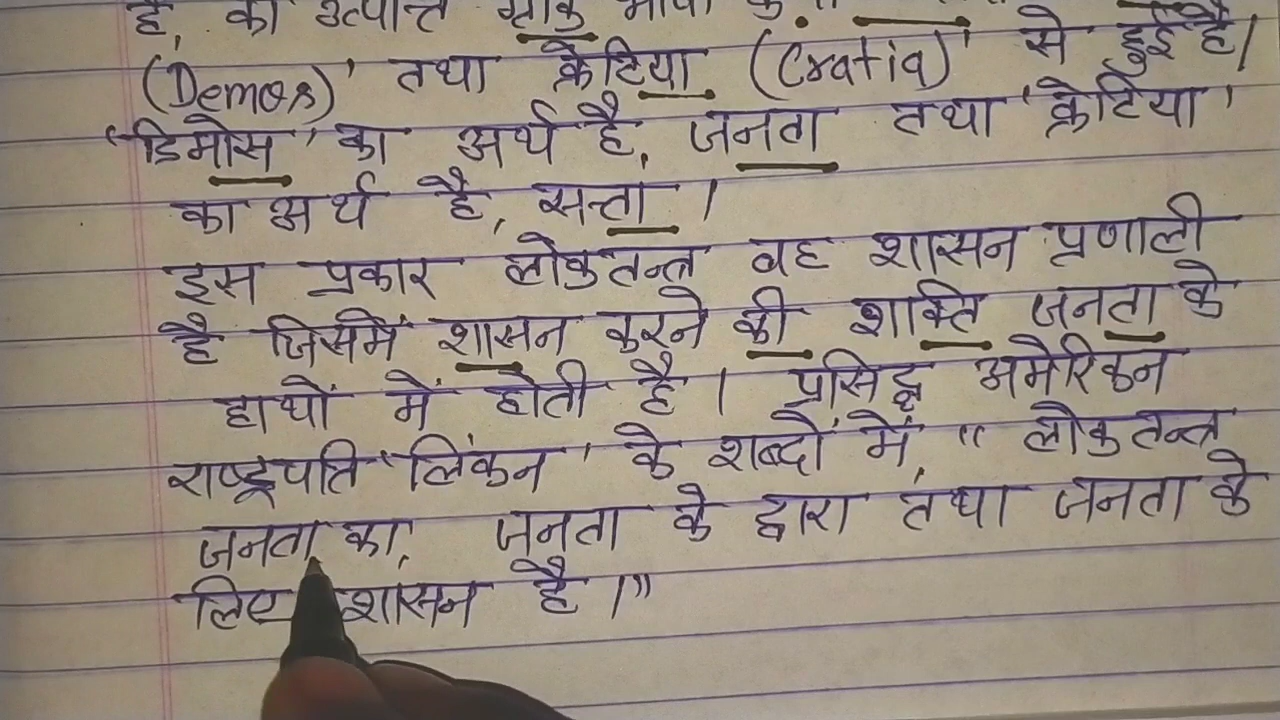 है, की उत्पत्ति ग्रीक भाषा के
(Demos)' तथा क्रेटिया (Cratia)' से हुई है।
'डिमोस' का अर्थ है, जनता तथा 'क्रेटिया'
का अर्थ है, सत्ता।
इस प्रकार लोकतन्त्र वह शासन प्रणाली
है जिसमें शासन करने की शक्ति जनता के
हाथों में होती है। प्रसिद्ध अमेरिकन
राष्ट्रपति 'लिंकन' के शब्दों में, "लोकतन्त्र
जनता का, जनता के द्वारा तथा जनता के
लिए शासन है।"